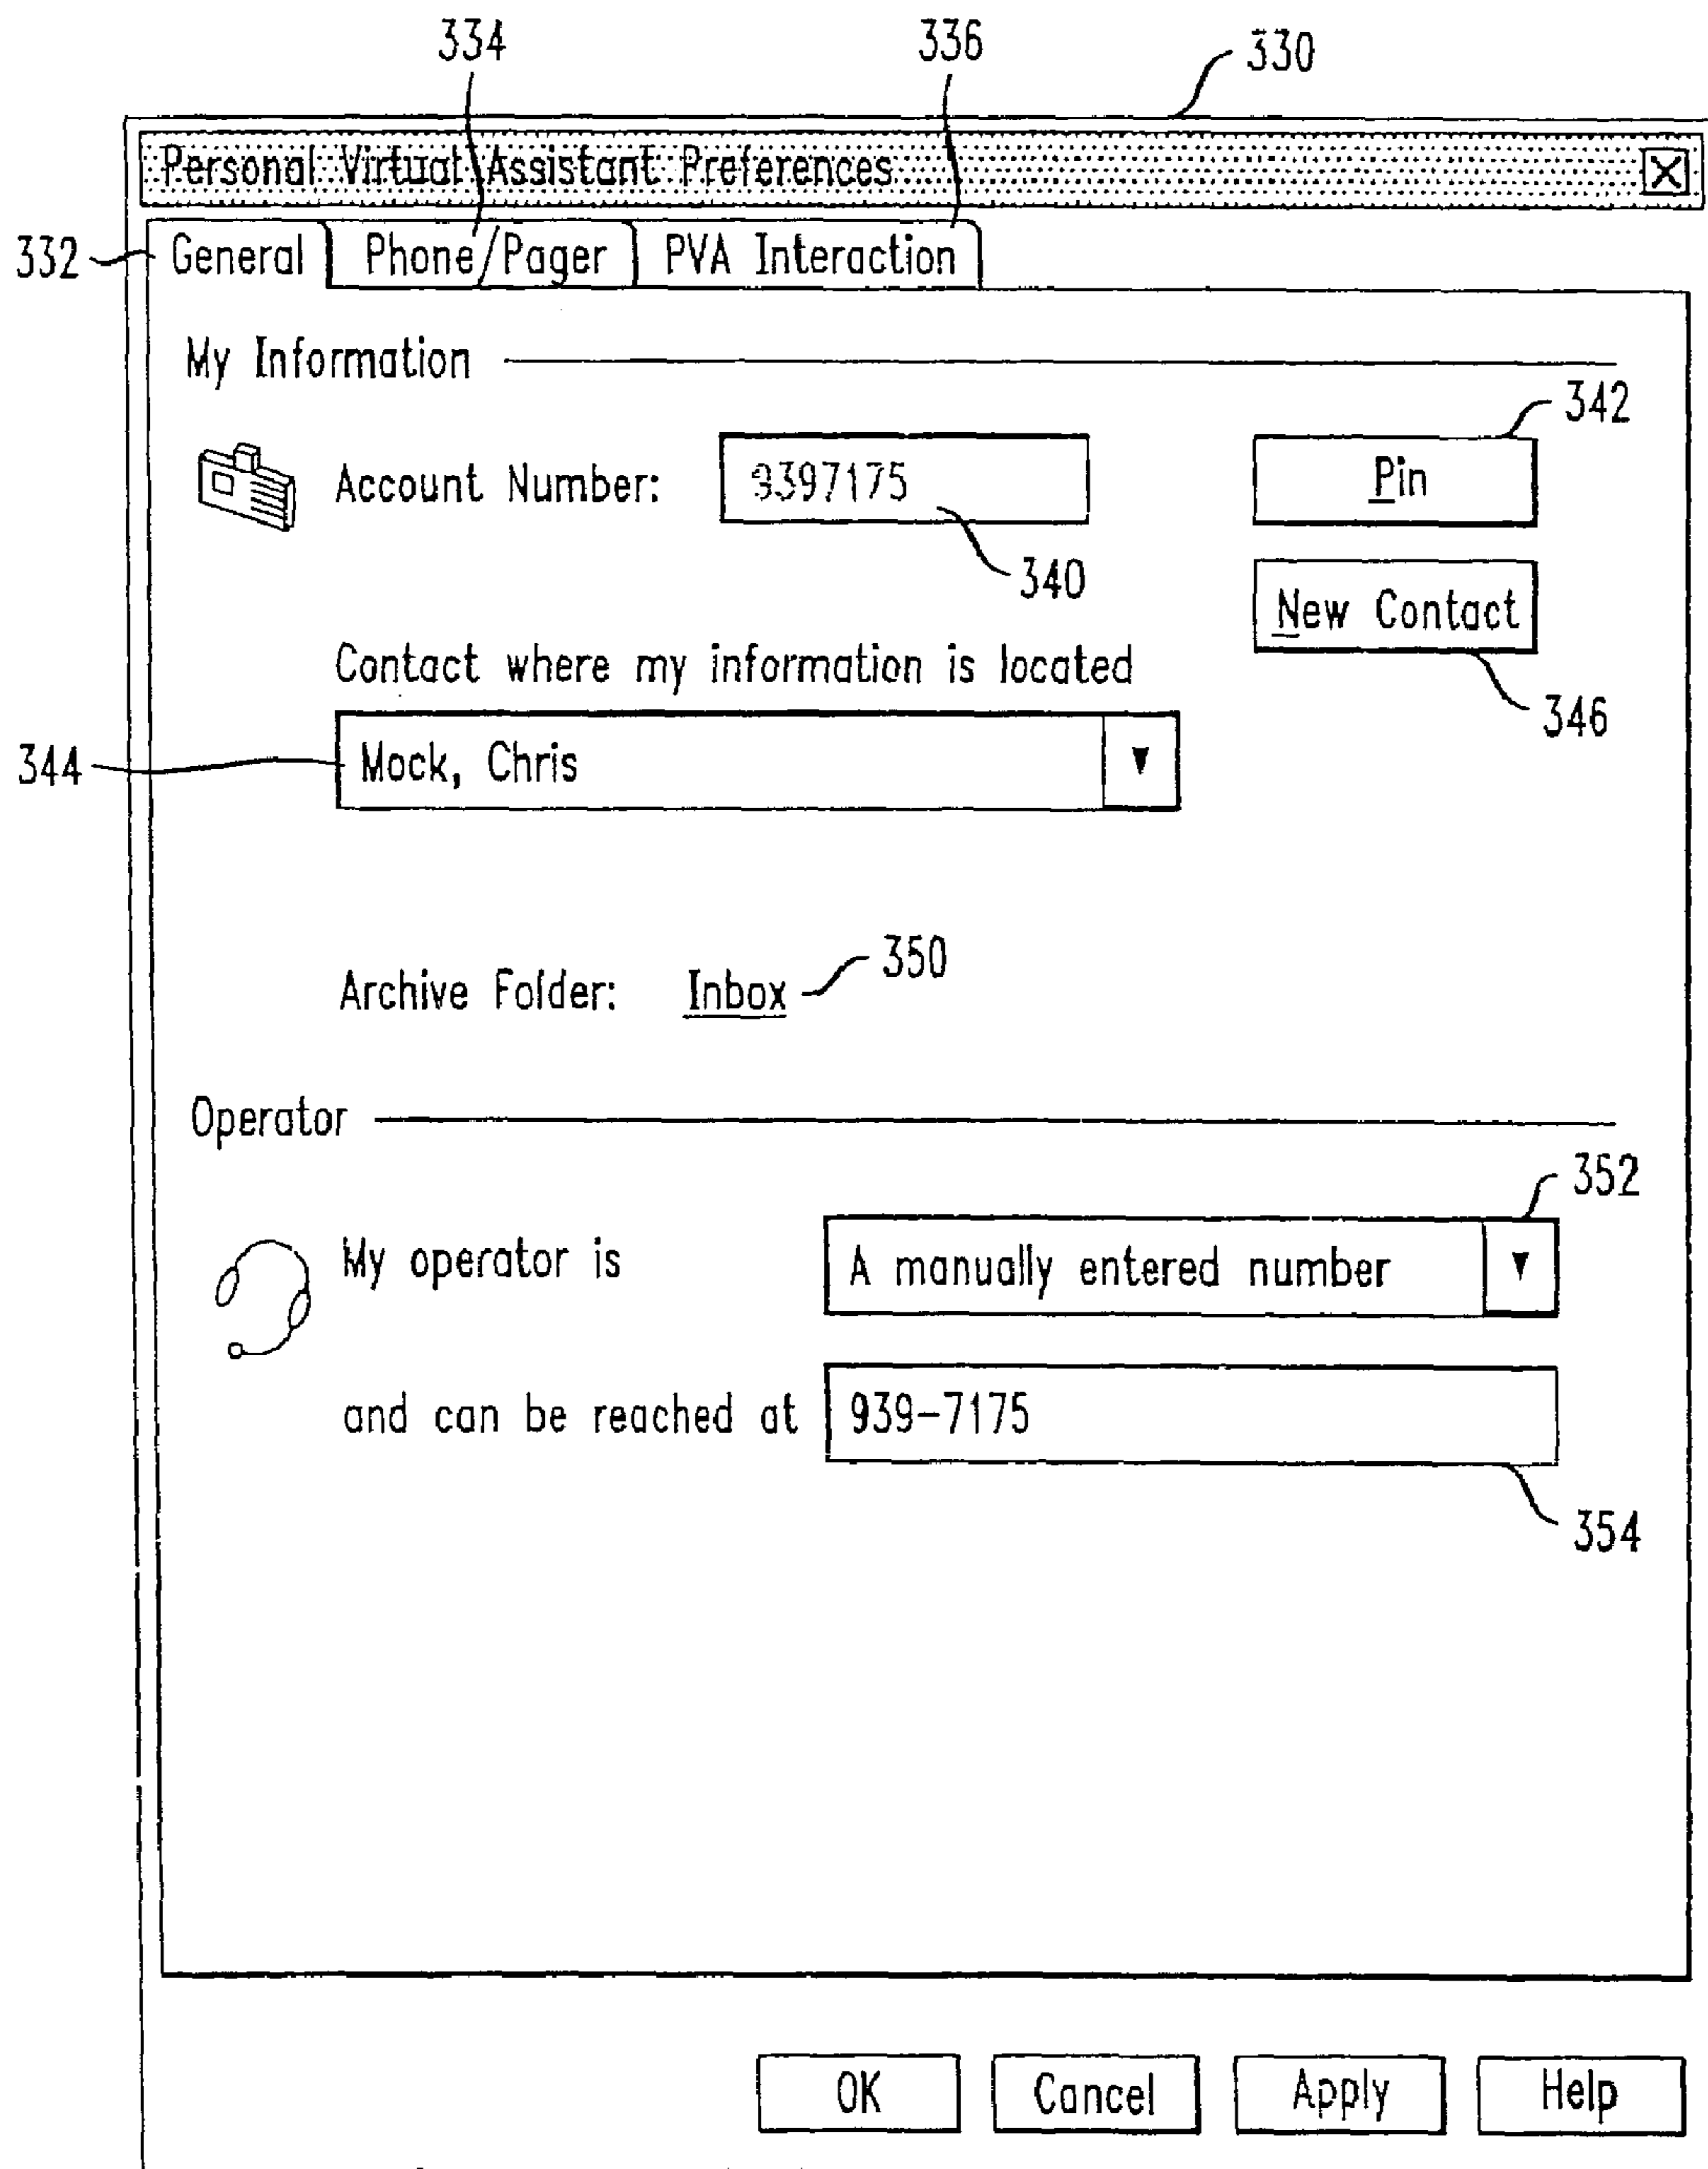 334 336 330
Personal Virtual Assistant Preferences X
332 General Phone/Pager PVA Interaction
My Information
342
Account Number: 9397175 Pin
340
New Contact
Contact where my information is located
346
344 Mock, Chris
350
Archive Folder: Inbox
Operator
352
My operator is A manually entered number
and can be reached at 939-7175
354
OK Cancel Apply Help